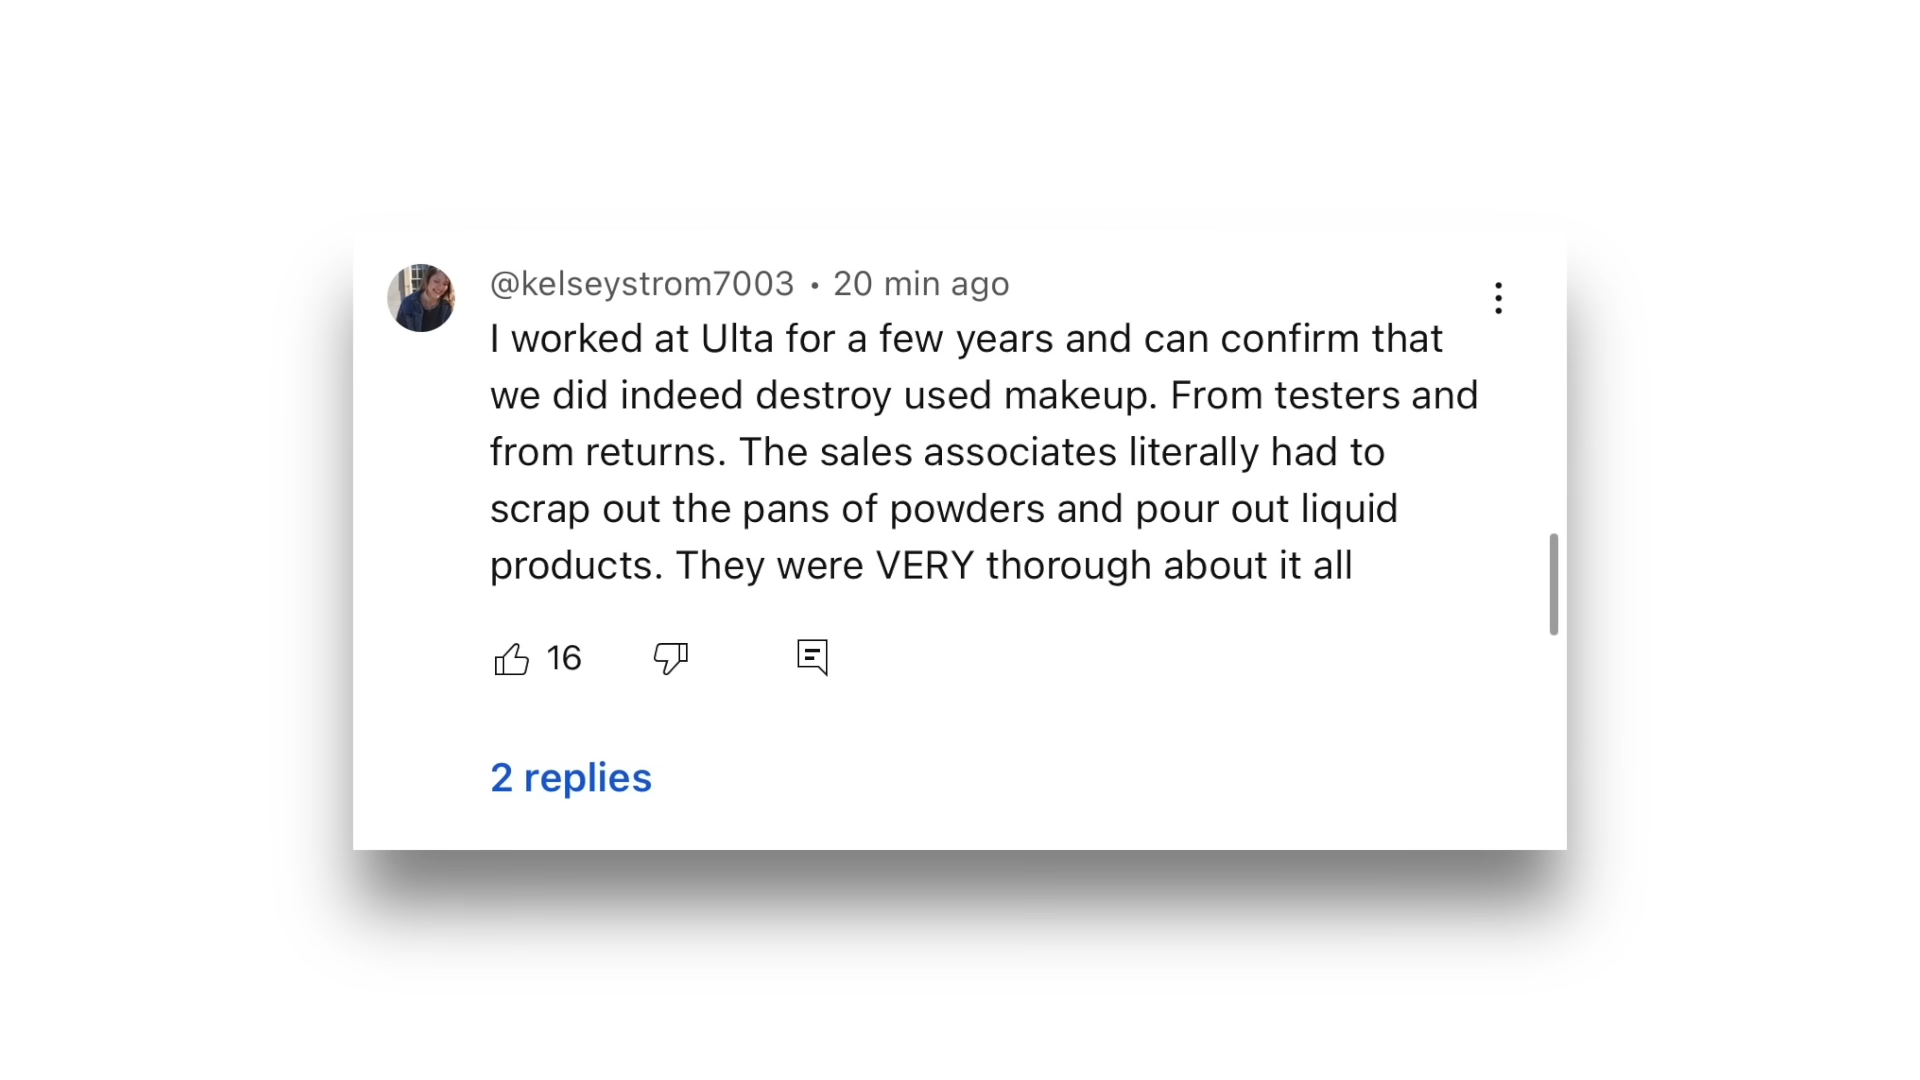 @kelseystrom7003 • 20 min ago
I worked at Ulta for a few years and can confirm that
we did indeed destroy used makeup. From testers and
from returns. The sales associates literally had to
scrap out the pans of powders and pour out liquid
products. They were VERY thorough about it all
16
2 replies